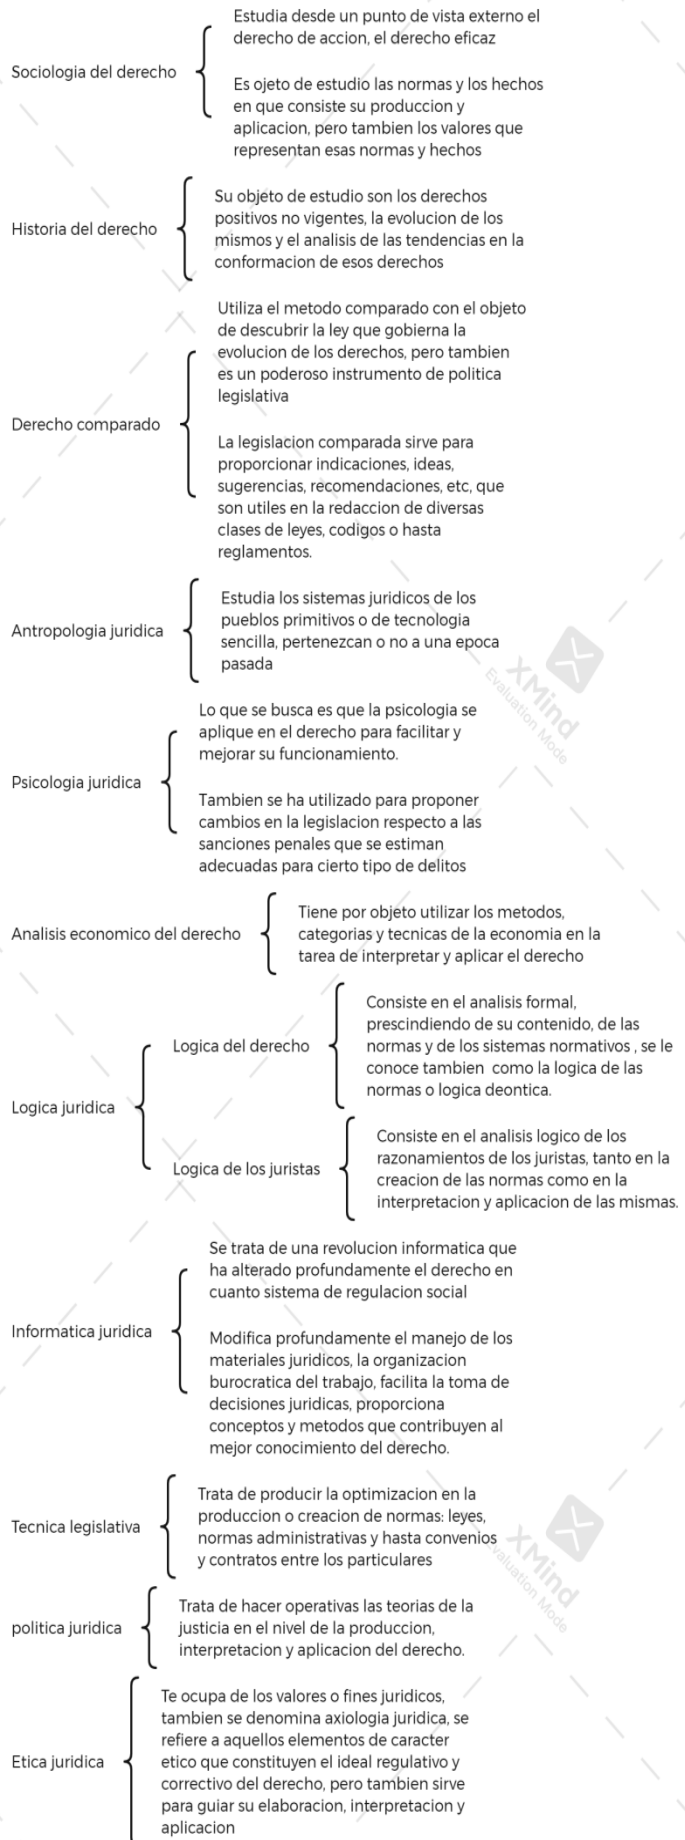 Sociologia del derecho
Estudia desde un punto de vista externo el
derecho de accion, el derecho eficaz
Es ojeto de estudio las normas y los hechos
en que consiste su produccion y
aplicacion, pero tambien los valores que
representan esas normas y hechos
Historia del derecho
Su objeto de estudio son los derechos
positivos no vigentes, la evolucion de los
mismos y el analisis de las tendencias en la
conformacion de esos derechos
Derecho comparado
Utiliza el metodo comparado con el objeto
de descubrir la ley que gobierna la
evolucion de los derechos, pero tambien
es un poderoso instrumento de politica
legislativa
La legislacion comparada sirve para
proporcionar indicaciones, ideas,
sugerencias, recomendaciones, etc, que
son utiles en la redaccion de diversas
clases de leyes, codigos o hasta
reglamentos.
Antropologia juridica
Estudia los sistemas juridicos de los
pueblos primitivos o de tecnologia
sencilla, pertenezcan o no a una epoca
pasada
XMind
Evaluation Mode
Psicologia juridica
Lo que se busca es que la psicologia se
aplique en el derecho para facilitar y
mejorar su funcionamiento.
Tambien se ha utilizado para proponer
cambios en la legislacion respecto a las
sanciones penales que se estiman
adecuadas para cierto tipo de delitos
Analisis economico del derecho
Tiene por objeto utilizar los metodos,
categorias y tecnicas de la economia en la
tarea de interpretar y aplicar el derecho
Logica juridica
Logica del derecho
Consiste en el analisis formal,
prescindiendo de su contenido, de las
normas y de los sistemas normativos , se le
conoce tambien  como la logica de las
normas o logica deontica.
Logica de los juristas
Consiste en el analisis logico de los
razonamientos de los juristas, tanto en la
creacion de las normas como en la
interpretacion y aplicacion de las mismas.
Informatica juridica
Se trata de una revolucion informatica que
ha alterado profundamente el derecho en
cuanto sistema de regulacion social
Modifica profundamente el manejo de los
materiales juridicos, la organizacion
burocratica del trabajo, facilita la toma de
decisiones juridicas, proporciona
conceptos y metodos que contribuyen al
mejor conocimiento del derecho.
Tecnica legislativa
Trata de producir la optimizacion en la
produccion o creacion de normas: leyes,
normas administrativas y hasta convenios
y contratos entre los particulares
XMind
Evaluation Mode
politica juridica
Trata de hacer operativas las teorias de la
justicia en el nivel de la produccion,
interpretacion y aplicacion del derecho.
Etica juridica
Te ocupa de los valores o fines juridicos,
tambien se denomina axiologia juridica, se
refiere a aquellos elementos de caracter
etico que constituyen el ideal regulativo y
correctivo del derecho, pero tambien sirve
para guiar su elaboracion, interpretacion y
aplicacion